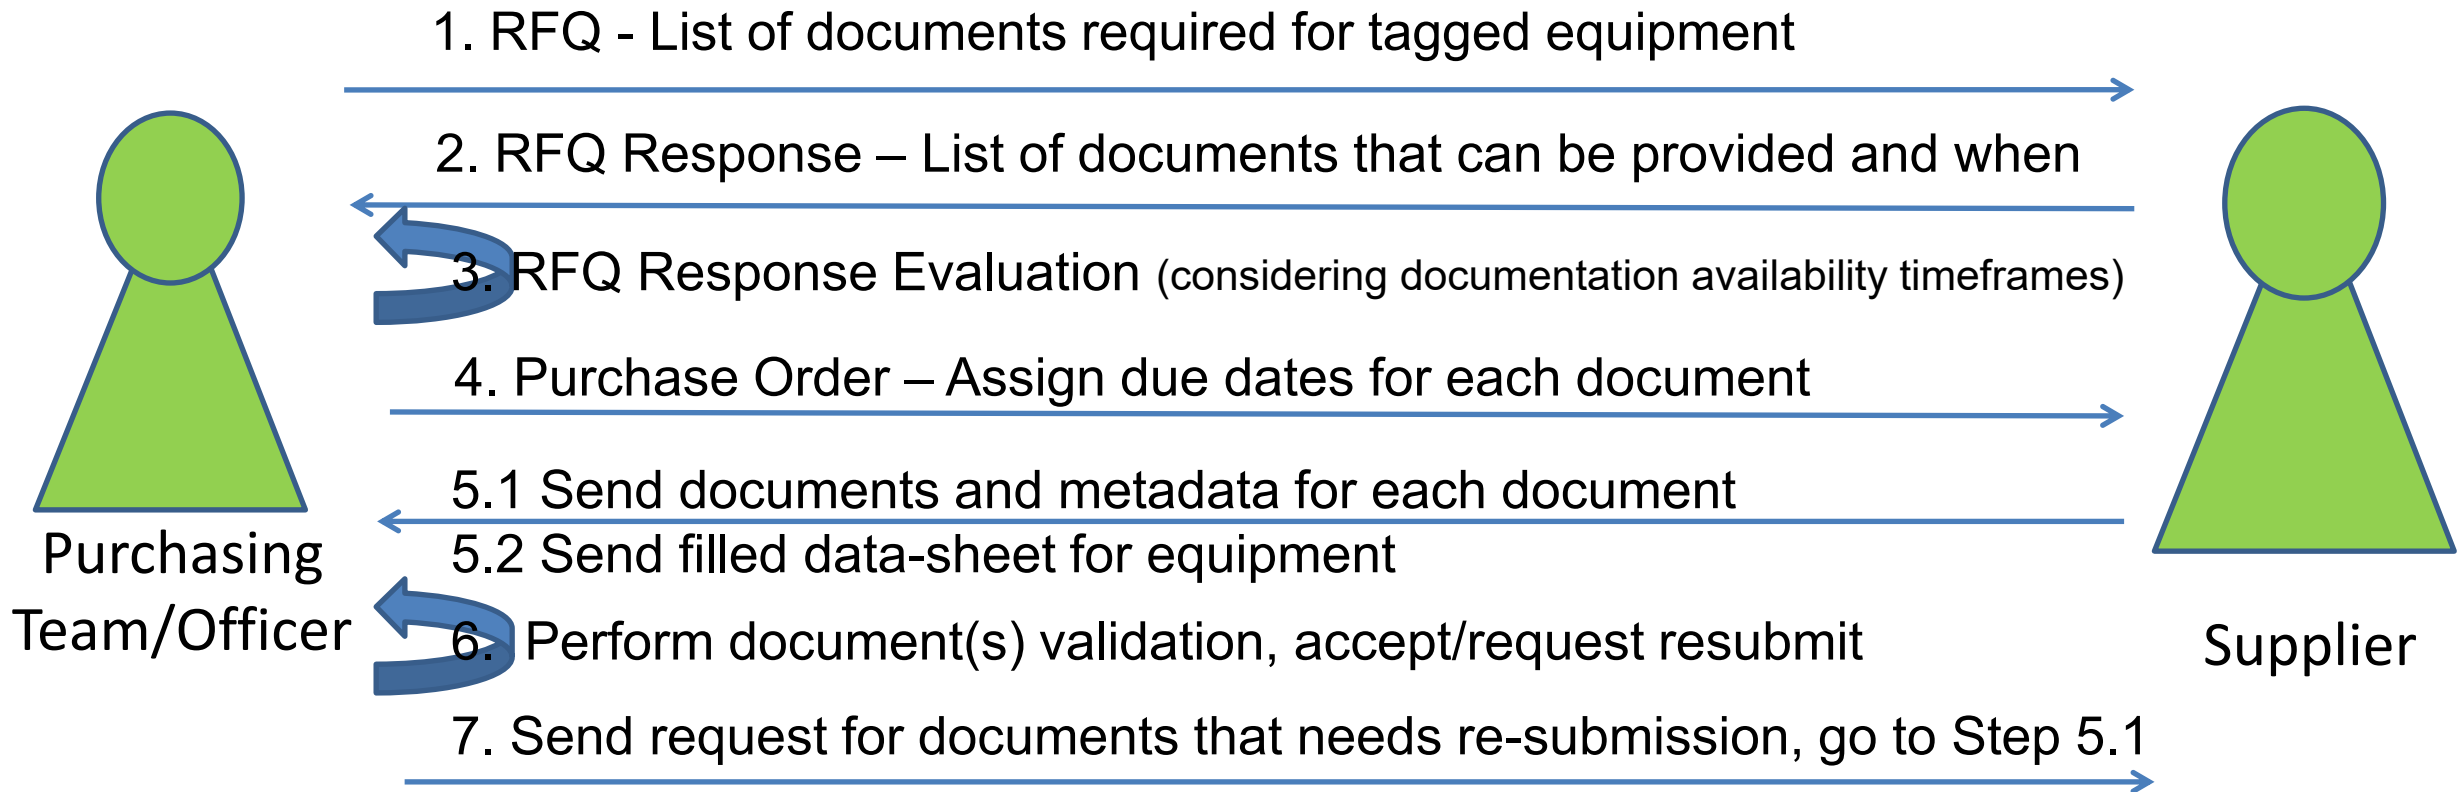 1. RFQ - List of documents required for tagged equipment
2. RFQ Response – List of documents that can be provided and when
3. RFQ Response Evaluation (considering documentation availability timeframes)
4. Purchase Order – Assign due dates for each document
5.1 Send documents and metadata for each document
5.2 Send filled data-sheet for equipment
6. Perform document(s) validation, accept/request resubmit
7. Send request for documents that needs re-submission, go to Step 5.1
Purchasing
Team/Officer
Supplier